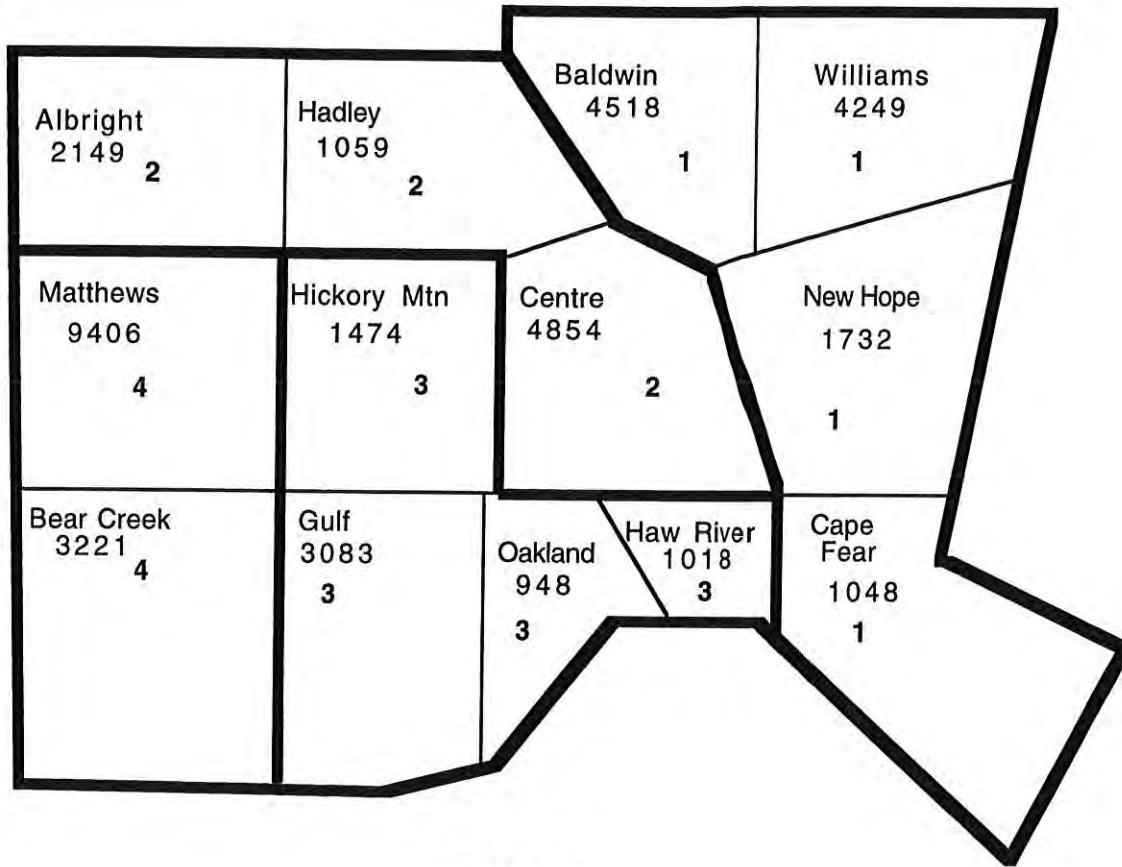 Albright
2149
2
Hadley
1059
2
Baldwin
4518
1
Williams
4249
1
Matthews
9406
4
Hickory Mtn
1474
3
Centre
4854
2
New Hope
1732
1
Bear Creek
3221
4
Gulf
3083
3
Oakland
948
3
Haw River
1018
3
Cape
Fear
1048
1